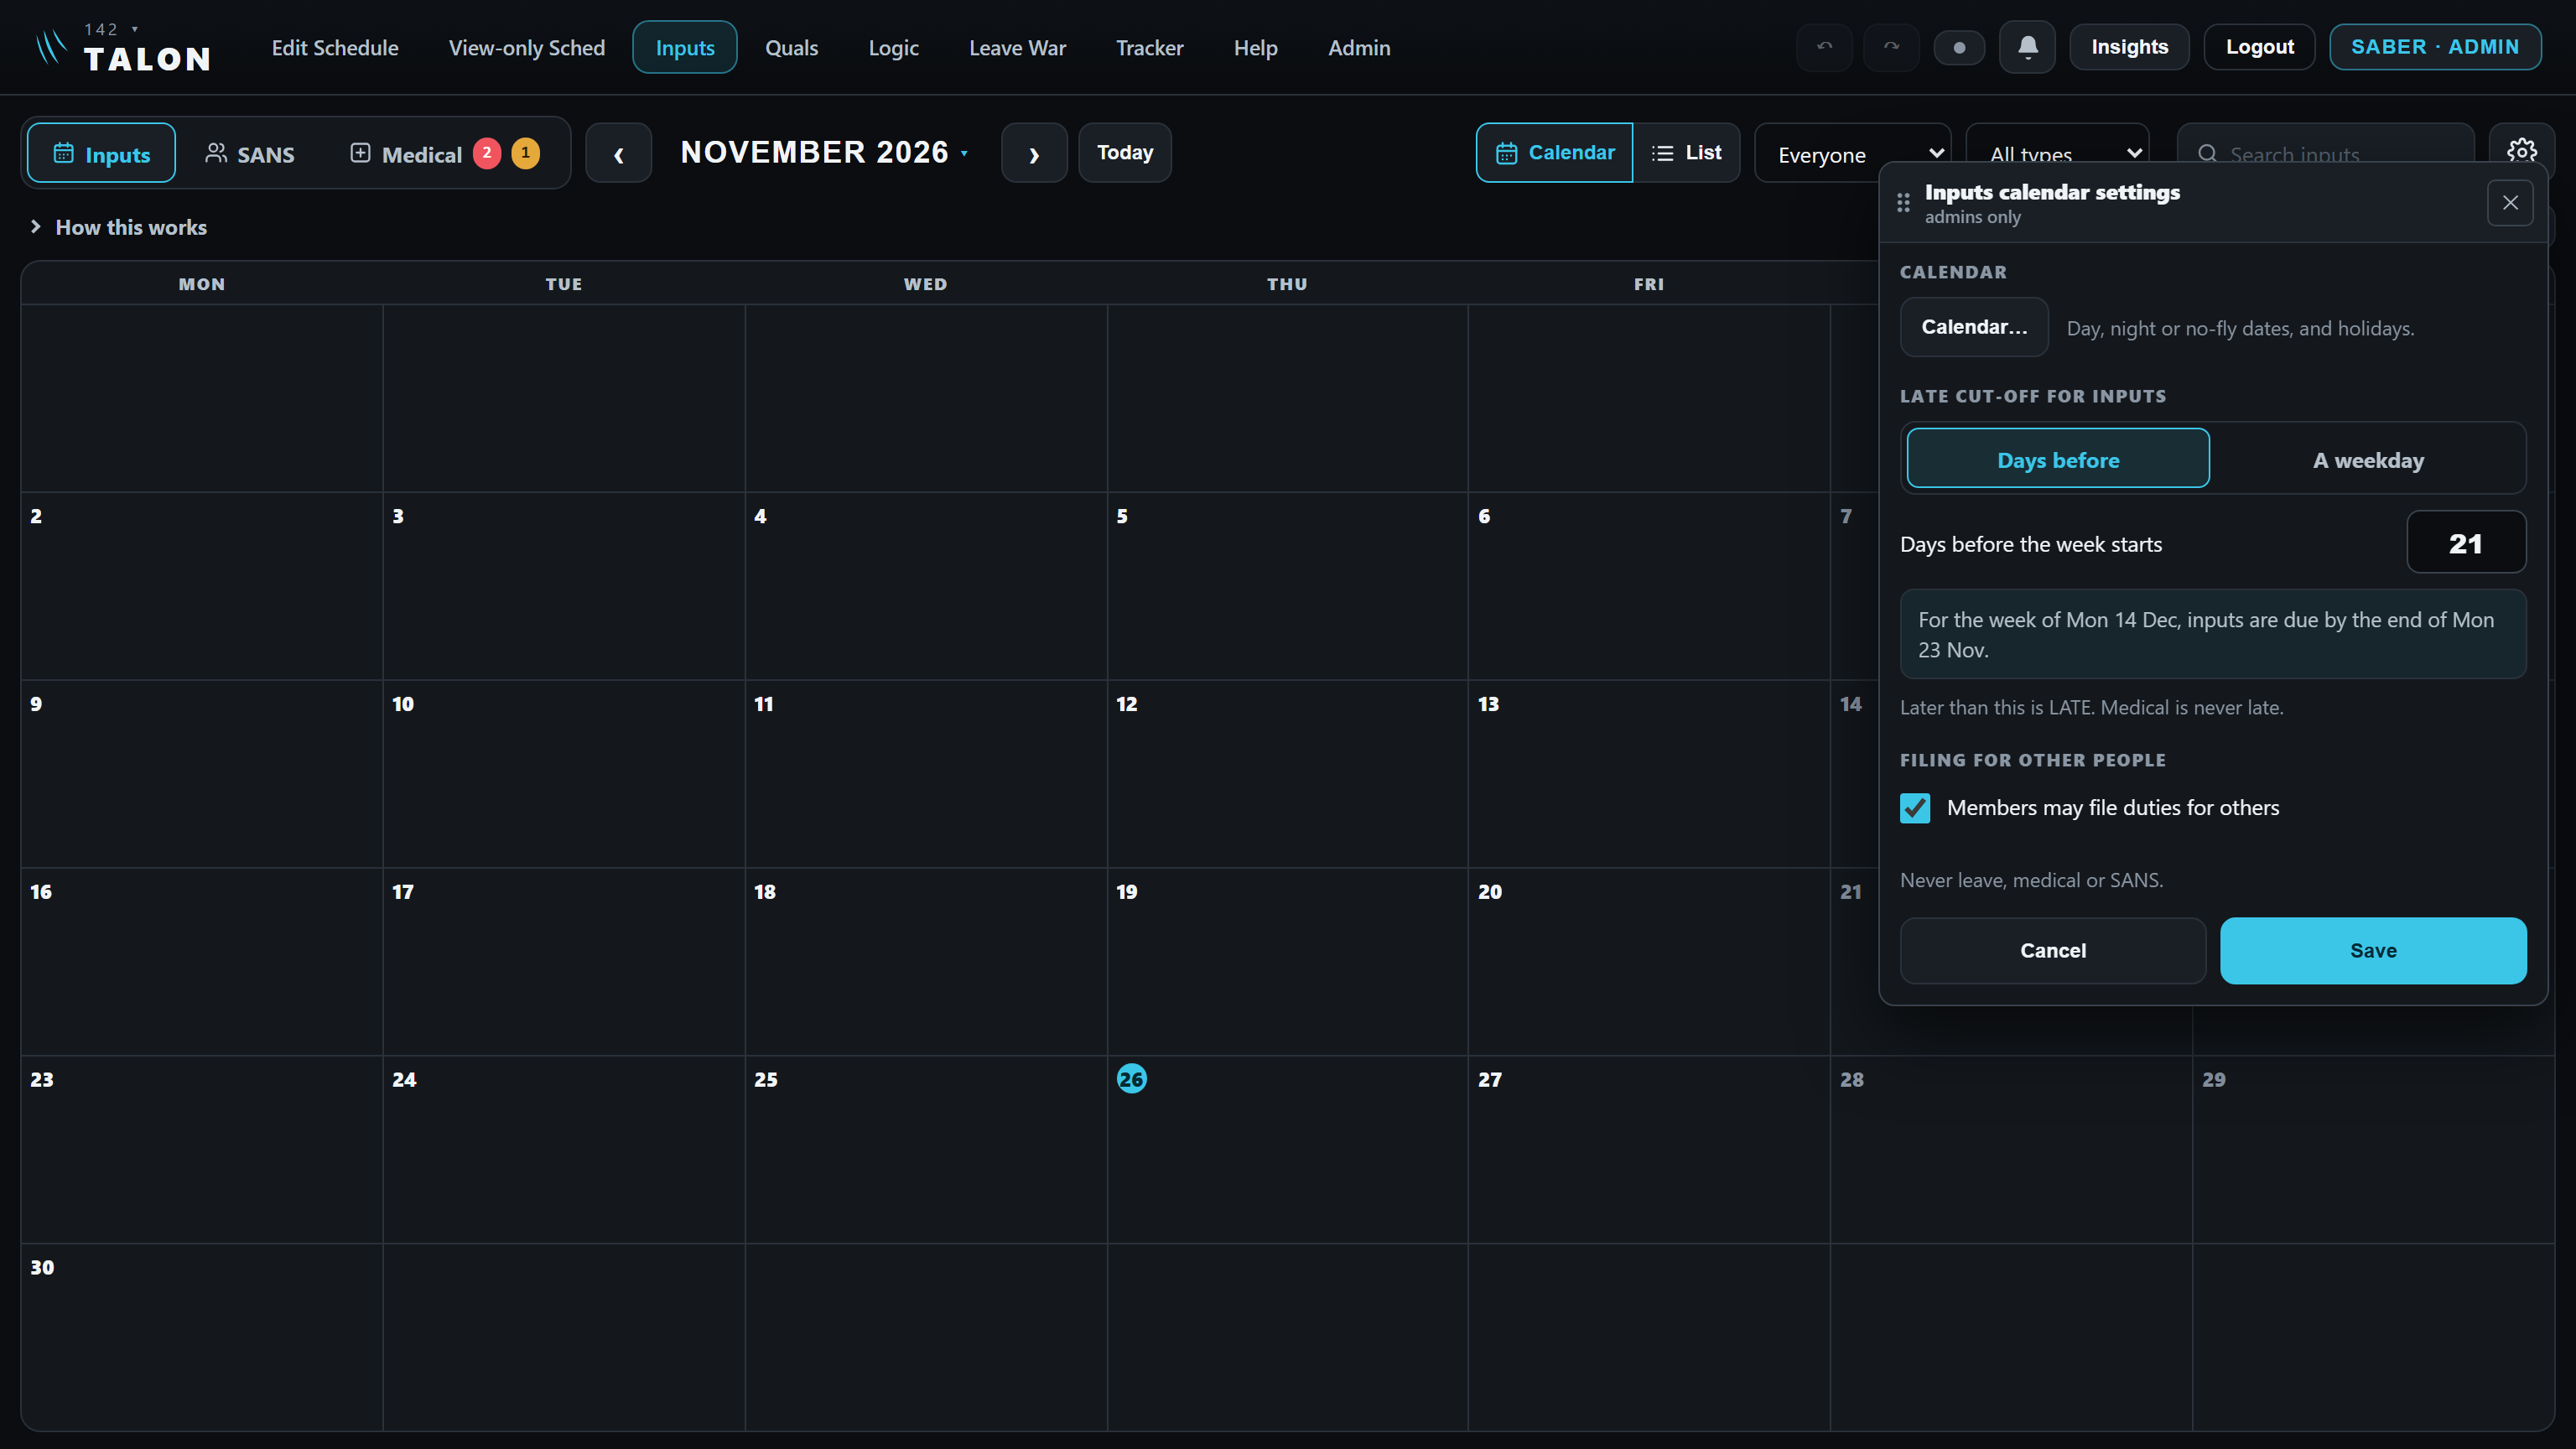 142 ▾
TALON
Edit Schedule
View-only Sched
Inputs
Quals
Logic
Leave War
Tracker
Help
Admin
Insights
Logout
SABER · ADMIN
Inputs
SANS
Medical 2 1
‹
NOVEMBER 2026 ▾
›
Today
Calendar
List
Everyone
All types
Search inputs
How this works
MON TUE WED THU FRI
2 3 4 5 6 7
9 10 11 12 13 14
16 17 18 19 20 21
23 24 25 26 27 28 29
30
Inputs calendar settings
admins only
CALENDAR
Calendar...
Day, night or no-fly dates, and holidays.
LATE CUT-OFF FOR INPUTS
Days before
A weekday
Days before the week starts
21
For the week of Mon 14 Dec, inputs are due by the end of Mon
23 Nov.
Later than this is LATE. Medical is never late.
FILING FOR OTHER PEOPLE
Members may file duties for others
Never leave, medical or SANS.
Cancel
Save